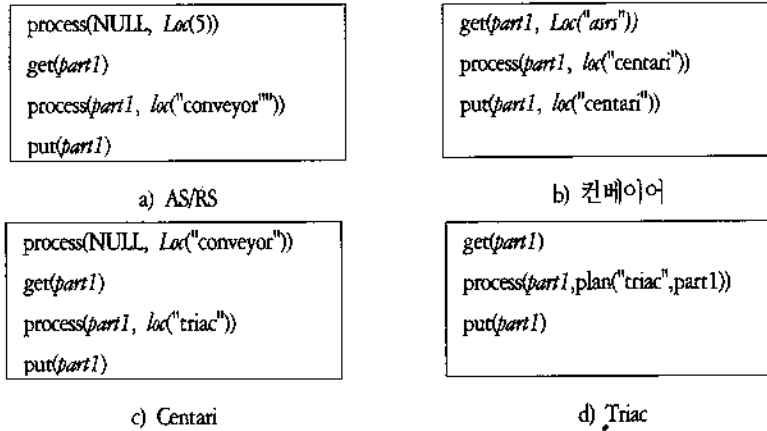 process(NULL, Loc(5))
get(part1)
process(part1, loc("conveyor""))
put(part1)
a) AS/RS
get(part1, Loc("asrs"))
process(part1, loc("centari"))
put(part1, loc("centari"))
b) 컨베이어
process(NULL, Loc("conveyor"))
get(part1)
process(part1, loc("triac"))
put(part1)
c) Centari
get(part1)
process(part1,plan("triac",part1))
put(part1)
d) Triac